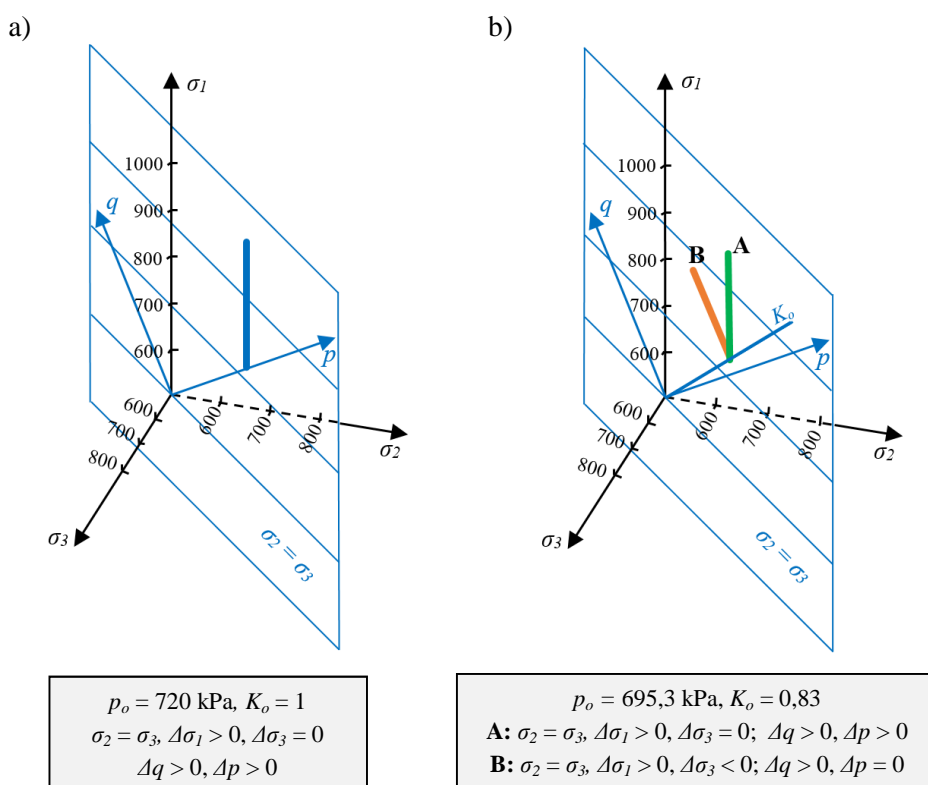 a)
σ1
1000
900
800
700
600
q
p
600
700
800
600
700
800
σ2
σ3
σ2 = σ3
po = 720 kPa, Ko = 1
σ2 = σ3, Δσ1 > 0, Δσ3 = 0
Δq > 0, Δp > 0
b)
σ1
1000
900
800
700
600
q
B
A
Ko
p
600
700
800
600
700
800
σ2
σ3
σ2 = σ3
po = 695,3 kPa, Ko = 0,83
A: σ2 = σ3, Δσ1 > 0, Δσ3 = 0; Δq > 0, Δp > 0
B: σ2 = σ3, Δσ1 > 0, Δσ3 < 0; Δq > 0, Δp = 0